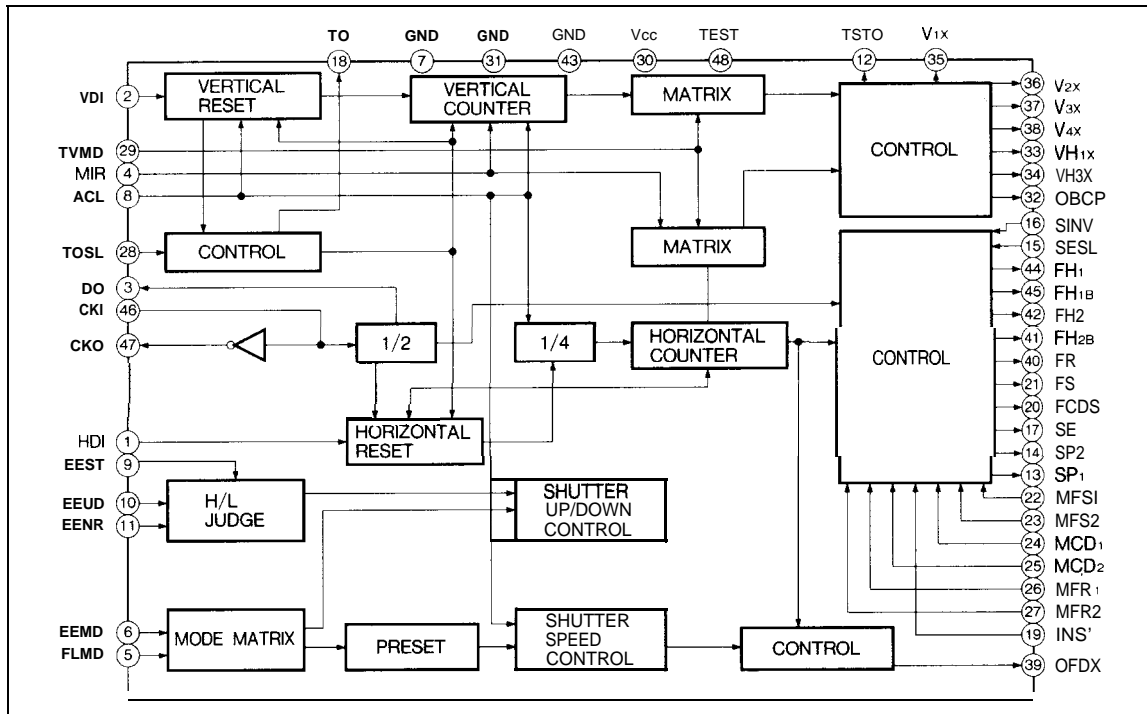 TO GND GND GND Vcc TEST TSTO V1X
18 7 31 43 30 48 12 35
VDI 2
VERTICAL
RESET
VERTICAL
COUNTER
MATRIX
CONTROL
36 V2X
37 V3X
38 V4X
33 VH1X
34 VH3X
32 OBCP
TVMD 29
MIR 4
ACL 8
TOSL 28
CONTROL
MATRIX
16 SINV
15 SESL
44 FH1
45 FH1B
42 FH2
41 FH2B
40 FR
21 FS
20 FCDS
17 SE
14 SP2
13 SP1
DO 3
CKI 46
CKO 47
1/2
1/4
HORIZONTAL
COUNTER
CONTROL
HDI 1
HORIZONTAL
RESET
EEST 9
EEUD 10
EENR 11
H/L
JUDGE
SHUTTER
UP/DOWN
CONTROL
22 MFSI
23 MFS2
24 MCD1
25 MCD2
26 MFR1
27 MFR2
19 INS'
39 OFDX
EEMD 6
FLMD 5
MODE MATRIX
PRESET
SHUTTER
SPEED
CONTROL
CONTROL